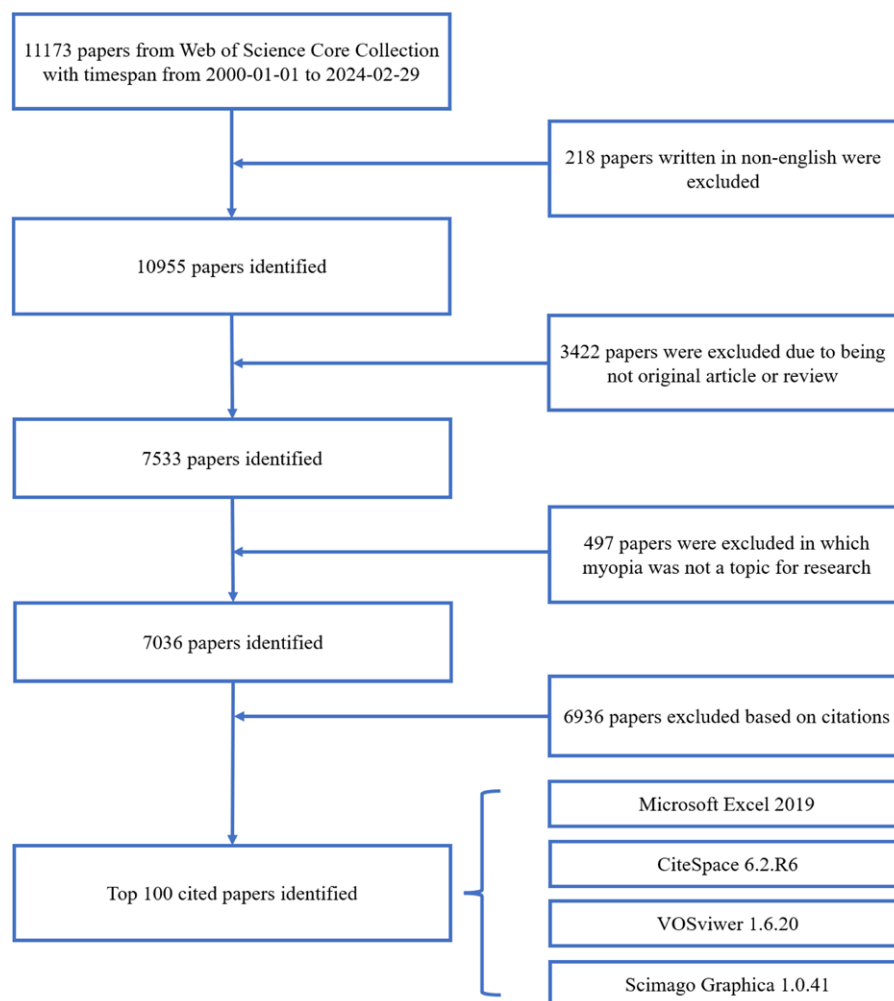 11173 papers from Web of Science Core Collection
with timespan from 2000-01-01 to 2024-02-29
218 papers written in non-english were
excluded
10955 papers identified
3422 papers were excluded due to being
not original article or review
7533 papers identified
497 papers were excluded in which
myopia was not a topic for research
7036 papers identified
6936 papers excluded based on citations
Top 100 cited papers identified
Microsoft Excel 2019
CiteSpace 6.2.R6
VOSviwer 1.6.20
Scimago Graphica 1.0.41